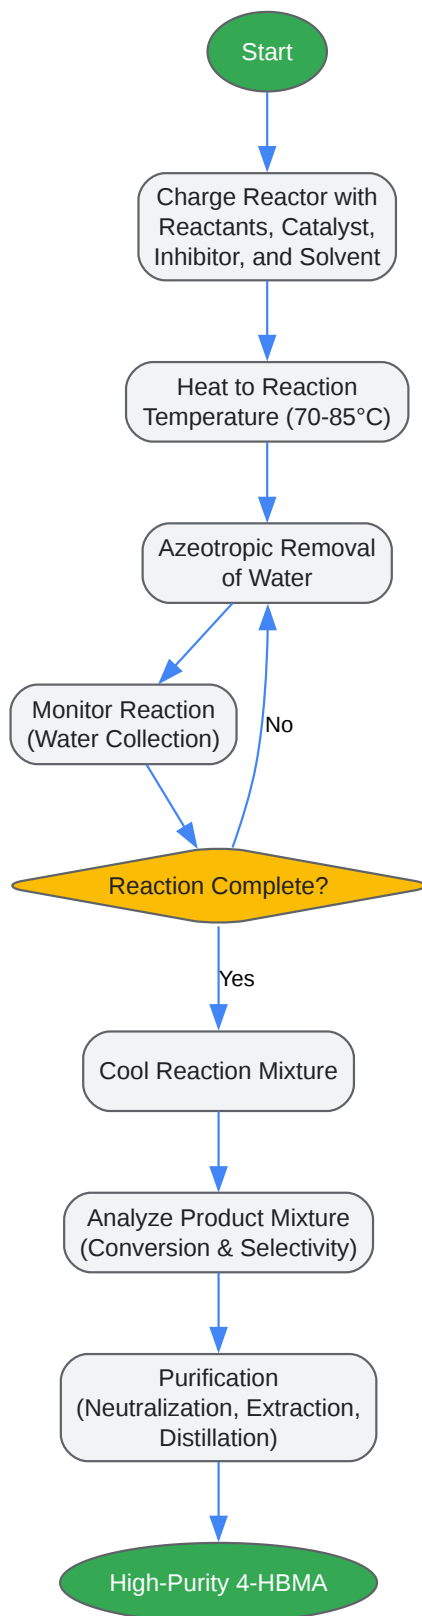 Start
Charge Reactor with
Reactants, Catalyst,
Inhibitor, and Solvent
Heat to Reaction
Temperature (70-85°C)
Azeotropic Removal
of Water
Monitor Reaction
(Water Collection)
No
Reaction Complete?
Yes
Cool Reaction Mixture
Analyze Product Mixture
(Conversion & Selectivity)
Purification
(Neutralization, Extraction,
Distillation)
High-Purity 4-HBMA